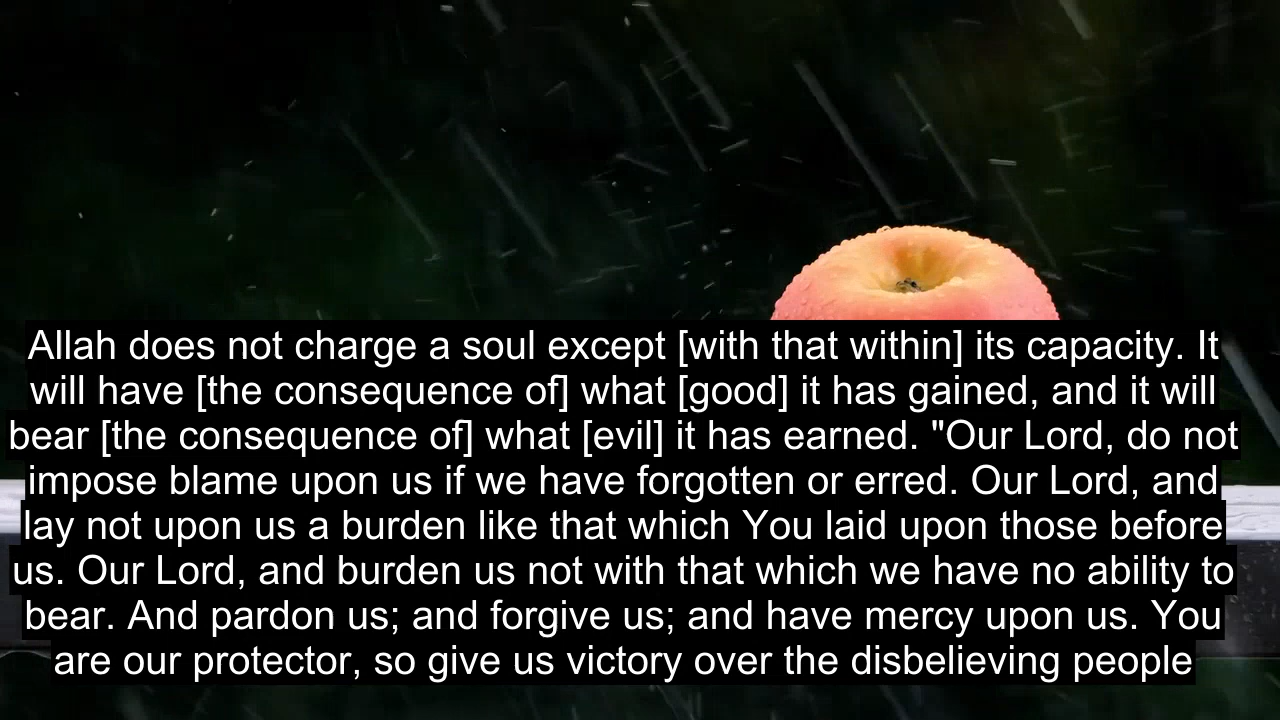 Allah does not charge a soul except [with that within] its capacity. It
will have [the consequence of] what [good] it has gained, and it will
bear [the consequence of] what [evil] it has earned. "Our Lord, do not
impose blame upon us if we have forgotten or erred. Our Lord, and
lay not upon us a burden like that which You laid upon those before
us. Our Lord, and burden us not with that which we have no ability to
bear. And pardon us; and forgive us; and have mercy upon us. You
are our protector, so give us victory over the disbelieving people